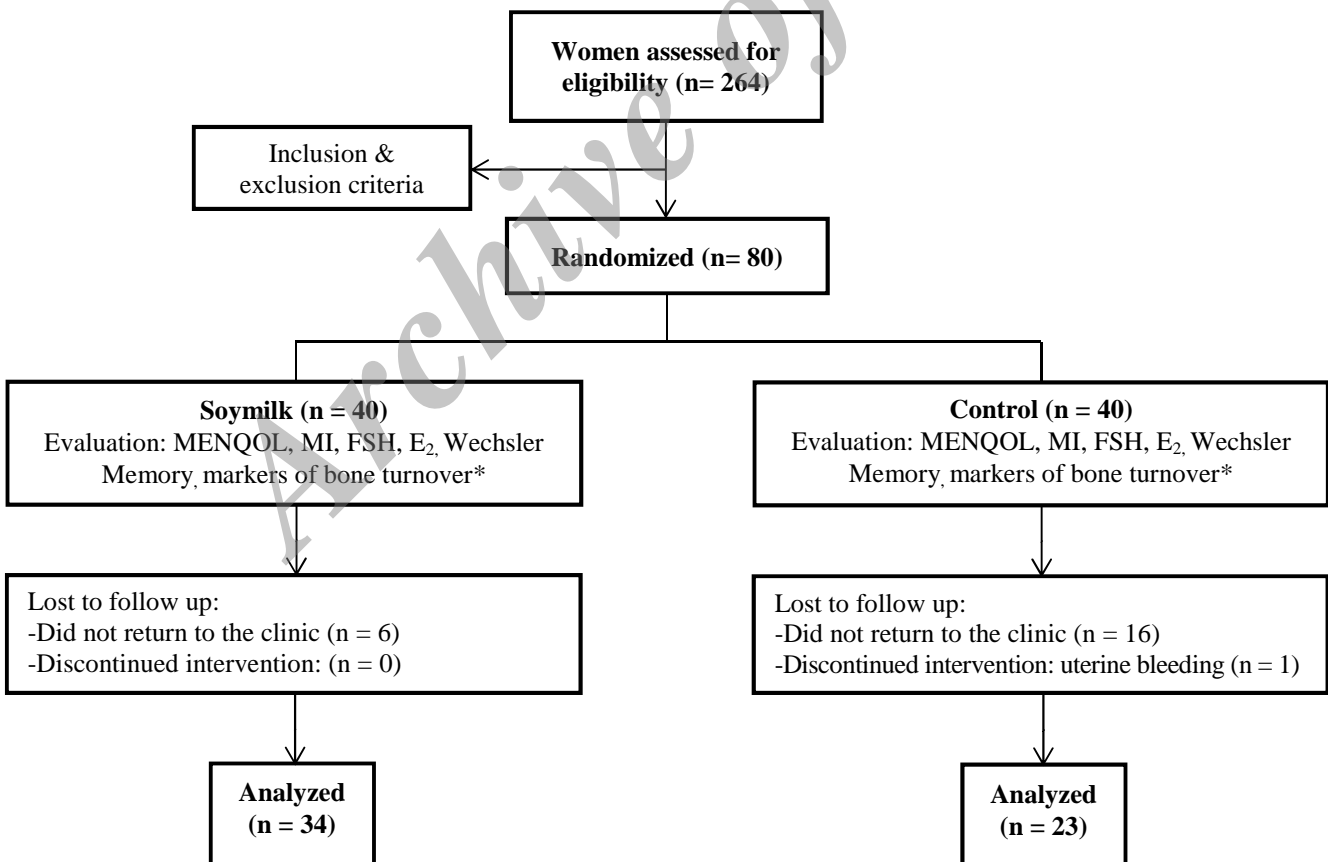 Women assessed for
eligibility (n= 264)
Inclusion &
exclusion criteria
Randomized (n= 80)
Soymilk (n = 40)
Evaluation: MENQOL, MI, FSH, E₂, Wechsler
Memory, markers of bone turnover*
Control (n = 40)
Evaluation: MENQOL, MI, FSH, E₂, Wechsler
Memory, markers of bone turnover*
Lost to follow up:
-Did not return to the clinic (n = 6)
-Discontinued intervention: (n = 0)
Lost to follow up:
-Did not return to the clinic (n = 16)
-Discontinued intervention: uterine bleeding (n = 1)
Analyzed
(n = 34)
Analyzed
(n = 23)
Archive of